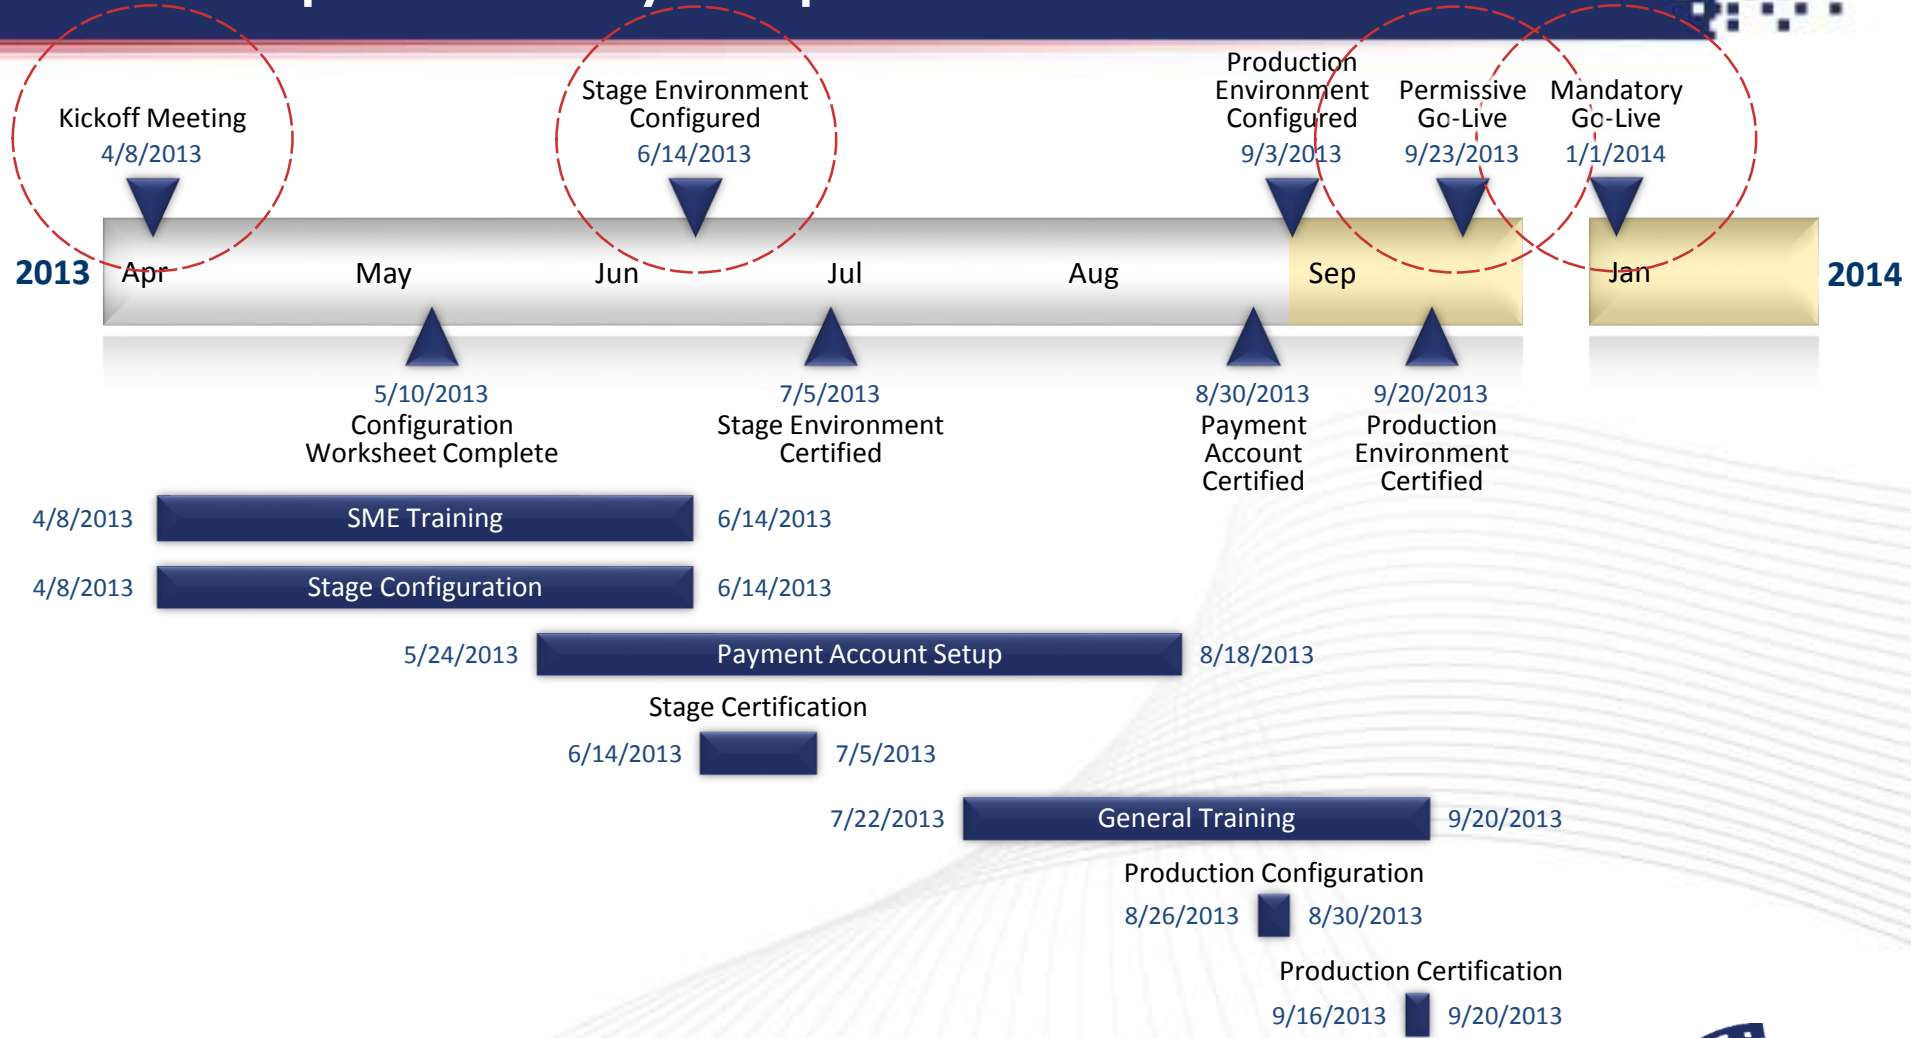 Kickoff Meeting
4/8/2013
Stage Environment
Configured
6/14/2013
Production
Environment
Configured
9/3/2013
Permissive
Go-Live
9/23/2013
Mandatory
Go-Live
1/1/2014
2013
Apr
May
Jun
Jul
Aug
Sep
Jan
2014
5/10/2013
Configuration
Worksheet Complete
7/5/2013
Stage Environment
Certified
8/30/2013
Payment
Account
Certified
9/20/2013
Production
Environment
Certified
4/8/2013 SME Training 6/14/2013
4/8/2013 Stage Configuration 6/14/2013
5/24/2013 Payment Account Setup 8/18/2013
Stage Certification
6/14/2013 7/5/2013
7/22/2013 General Training 9/20/2013
Production Configuration
8/26/2013 8/30/2013
Production Certification
9/16/2013 9/20/2013